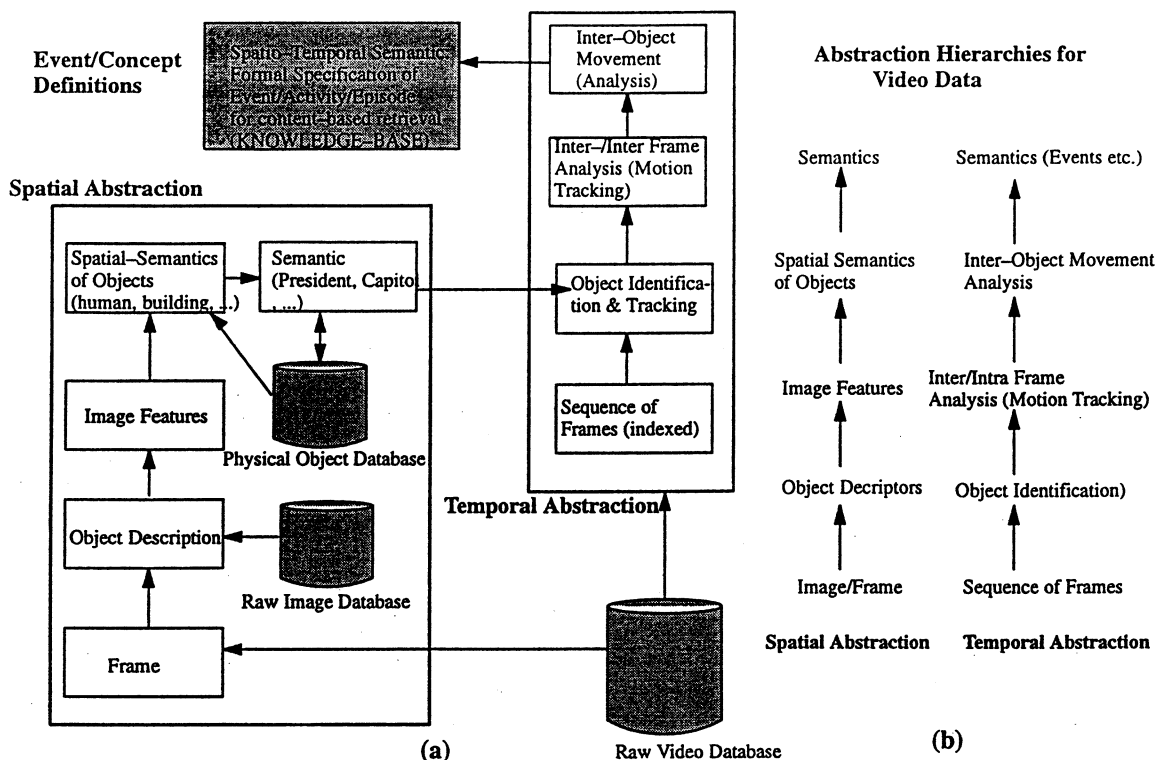 Event/Concept
Definitions
Spatio–Temporal Semantic
Formal Specification of
Event/Activity/Episode
for content–based retrieval
(KNOWLEDGE–BASE)
Inter–Object
Movement
(Analysis)
Inter–/Inter Frame
Analysis (Motion
Tracking)
Object Identifica-
tion & Tracking
Sequence of
Frames (indexed)
Temporal Abstraction
Spatial Abstraction
Spatial–Semantics
of Objects
(human, building, ...)
Semantic
(President, Capito
, ...)
Image Features
Physical Object Database
Object Description
Raw Image Database
Frame
(a)
Raw Video Database
Abstraction Hierarchies for
Video Data
Semantics
Spatial Semantics
of Objects
Image Features
Object Decriptors
Image/Frame
Spatial Abstraction
Semantics (Events etc.)
Inter–Object Movement
Analysis
Inter/Intra Frame
Analysis (Motion Tracking)
Object Identification)
Sequence of Frames
Temporal Abstraction
(b)